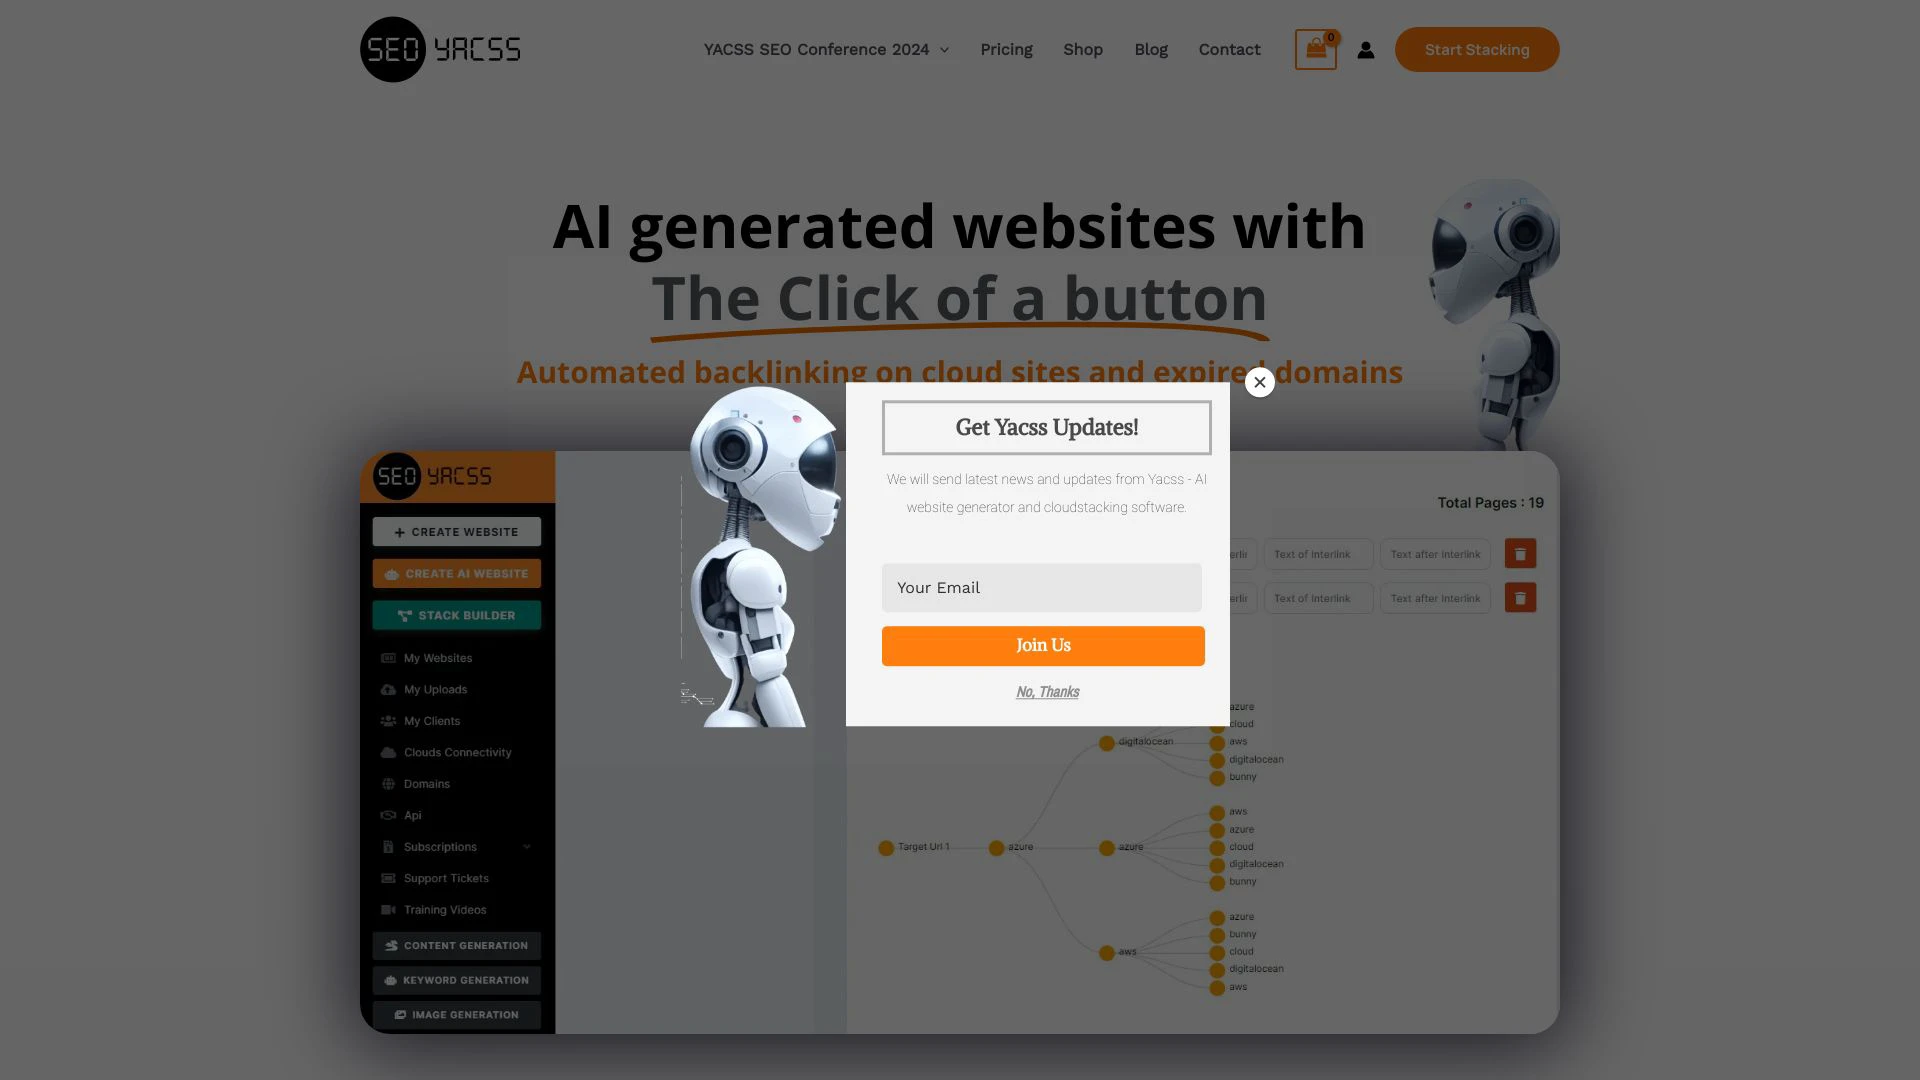 SEO YACSS
YACSS SEO Conference 2024
Pricing
Shop
Blog
Contact
0
Start Stacking
AI generated websites with
The Click of a button
Automated backlinking on cloud sites and expired domains
Get Yacss Updates!
We will send latest news and updates from Yacss - AI
website generator and cloudstacking software.
Your Email
Join Us
No, Thanks
SEO YACSS
CREATE WEBSITE
CREATE AI WEBSITE
STACK BUILDER
My Websites
My Uploads
My Clients
Clouds Connectivity
Domains
Api
Subscriptions
Support Tickets
Training Videos
CONTENT GENERATION
KEYWORD GENERATION
IMAGE GENERATION
Total Pages : 19
Text of Interlink
Text after Interlink
Text of Interlink
Text after Interlink
azure
cloud
digitalocean
aws
digitalocean
bunny
aws
azure
Target Url 1
azure
azure
cloud
digitalocean
bunny
azure
bunny
aws
cloud
digitalocean
aws